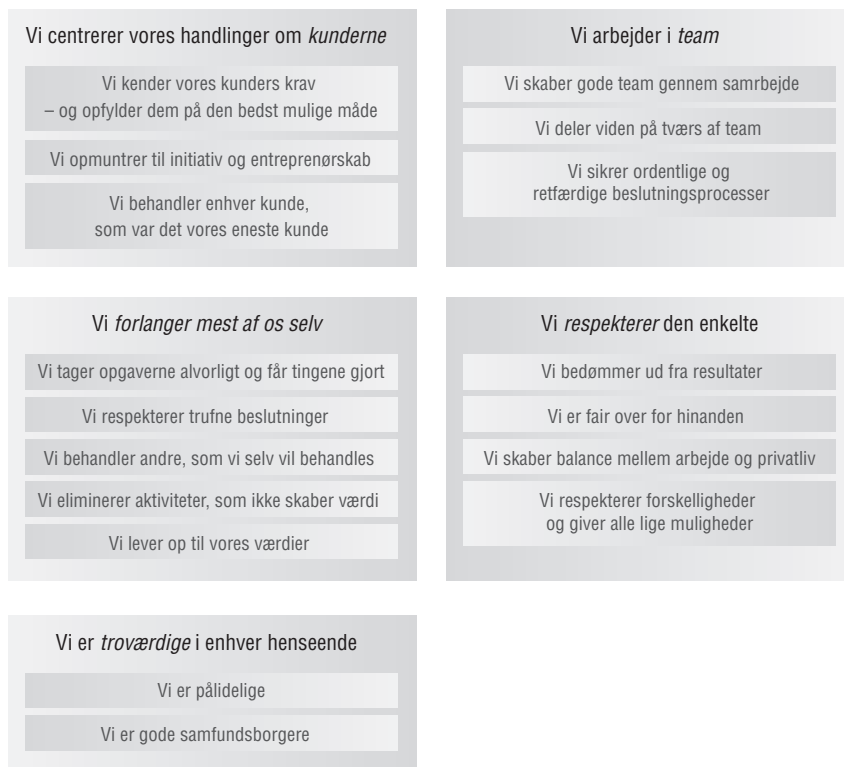 Vi centrerer vores handlinger om kunderne
Vi kender vores kunders krav
– og opfylder dem på den bedst mulige måde
Vi opmuntrer til initiativ og entreprenørskab
Vi behandler enhver kunde,
som var det vores eneste kunde
Vi arbejder i team
Vi skaber gode team gennem samrbejde
Vi deler viden på tværs af team
Vi sikrer ordentlige og
retfærdige beslutningsprocesser
Vi forlanger mest af os selv
Vi tager opgaverne alvorligt og får tingene gjort
Vi respekterer trufne beslutninger
Vi behandler andre, som vi selv vil behandles
Vi eliminerer aktiviteter, som ikke skaber værdi
Vi lever op til vores værdier
Vi respekterer den enkelte
Vi bedømmer ud fra resultater
Vi er fair over for hinanden
Vi skaber balance mellem arbejde og privatliv
Vi respekterer forskelligheder
og giver alle lige muligheder
Vi er troværdige i enhver henseende
Vi er pålidelige
Vi er gode samfundsborgere